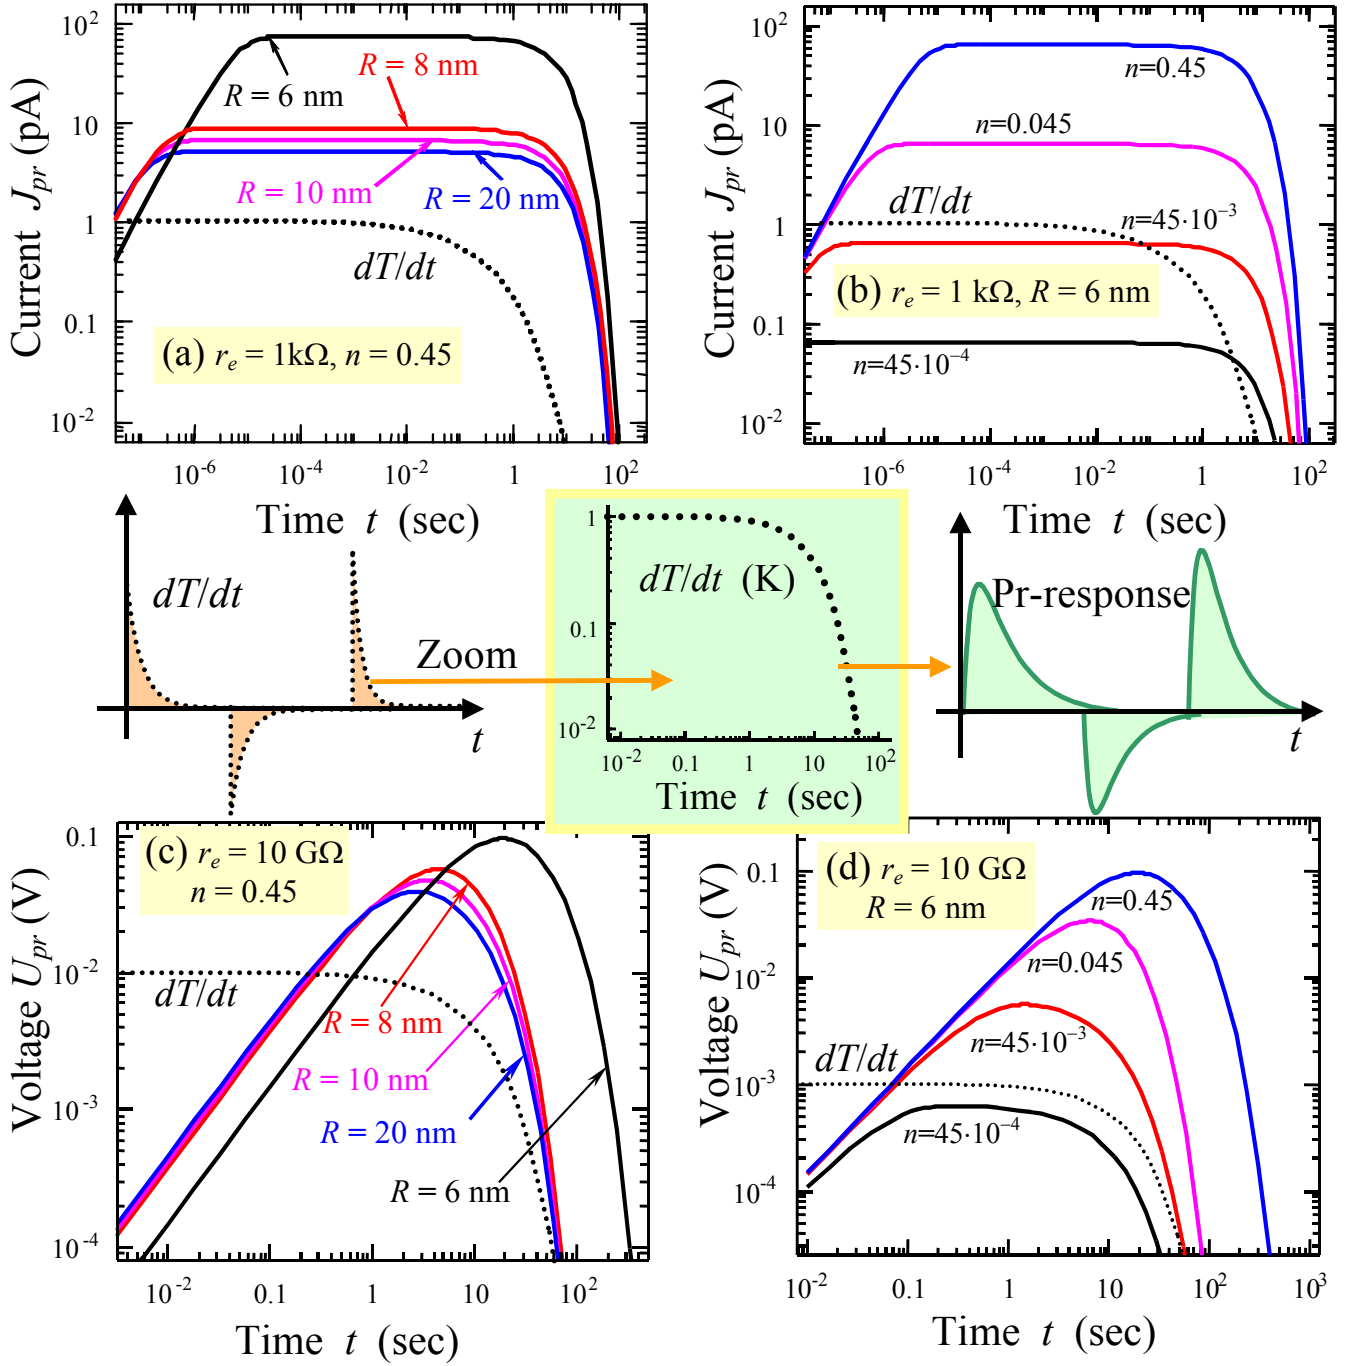 Current J_pr (pA)
10²
10
1
0.1
10⁻²
R = 8 nm
R = 6 nm
R = 10 nm
R = 20 nm
dT/dt
(a) r_e = 1kΩ, n = 0.45
10⁻⁶ 10⁻⁴ 10⁻² 1 10²
Time t (sec)
Current J_pr (pA)
10²
10
1
0.1
10⁻²
n=0.45
n=0.045
dT/dt
n=45·10⁻³
(b) r_e = 1 kΩ, R = 6 nm
n=45·10⁻⁴
10⁻⁶ 10⁻⁴ 10⁻² 1 10²
Time t (sec)
dT/dt
Zoom
t
1
0.1
10⁻²
dT/dt (K)
10⁻² 0.1 1 10 10²
Time t (sec)
Pr-response
t
Voltage U_pr (V)
0.1
10⁻²
10⁻³
10⁻⁴
(c) r_e = 10 GΩ
n = 0.45
dT/dt
R = 8 nm
R = 10 nm
R = 20 nm
R = 6 nm
10⁻² 0.1 1 10 10²
Time t (sec)
Voltage U_pr (V)
0.1
10⁻²
10⁻³
10⁻⁴
(d) r_e = 10 GΩ
R = 6 nm
n=0.45
n=0.045
n=45·10⁻³
dT/dt
n=45·10⁻⁴
10⁻² 0.1 1 10 10² 10³
Time t (sec)